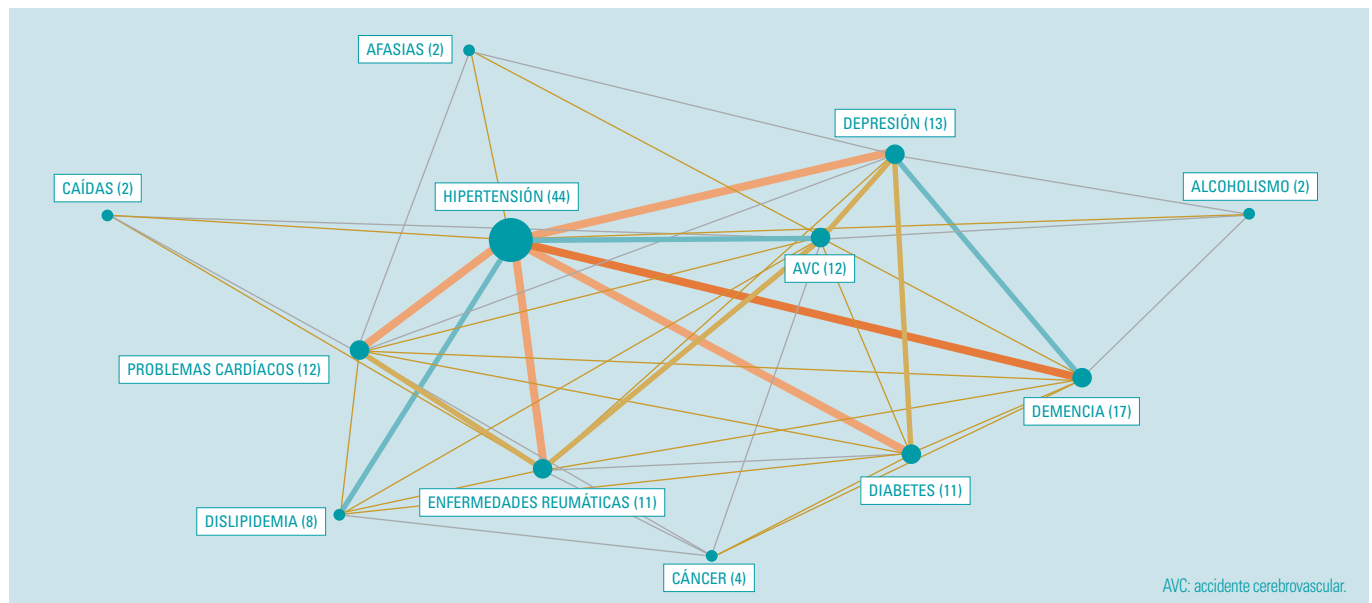 AFASIAS (2)
DEPRESIÓN (13)
CAÍDAS (2)
HIPERTENSIÓN (44)
ALCOHOLISMO (2)
AVC (12)
PROBLEMAS CARDÍACOS (12)
DEMENCIA (17)
DIABETES (11)
ENFERMEDADES REUMÁTICAS (11)
DISLIPIDEMIA (8)
CÁNCER (4)
AVC: accidente cerebrovascular.